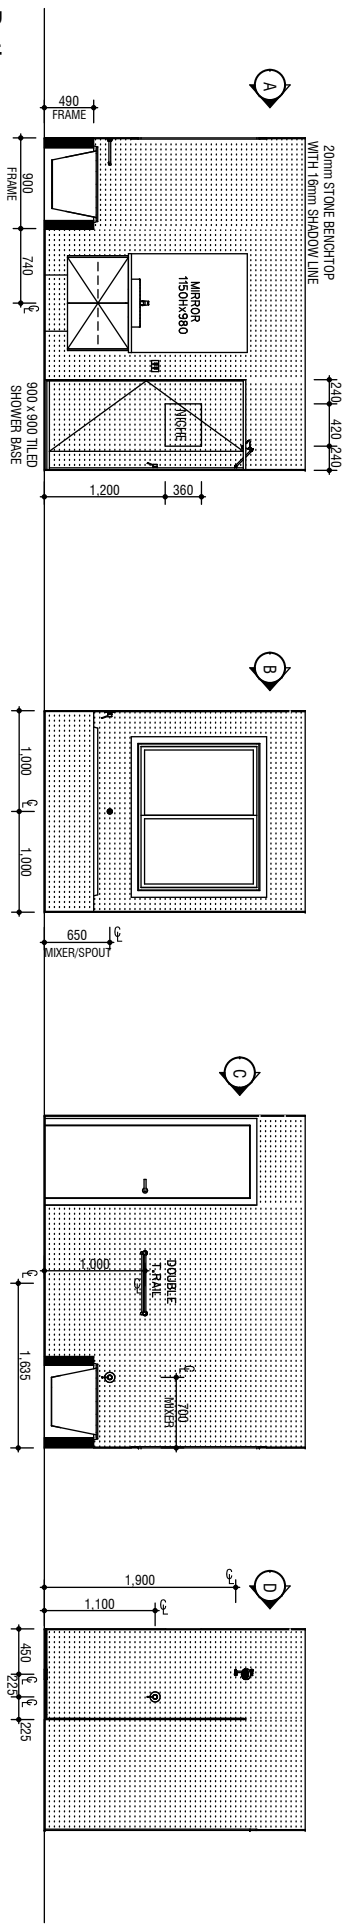 A
490
FRAME
900
FRAME
740
℄
20mm STONE BENCHTOP
WITH 16mm SHADOW LINE
MIRROR
1150Hx980
NICHE
900 x 900 TILED
SHOWER BASE
240
420
240
1,200
360
B
1,000
℄
1,000
650
℄
MIXER/SPOUT
C
1,000
DOUBLE
T.RAIL
℄
℄
1,635
℄
700
MIXER
D
1,900
℄
1,100
℄
450
℄
225
℄
225